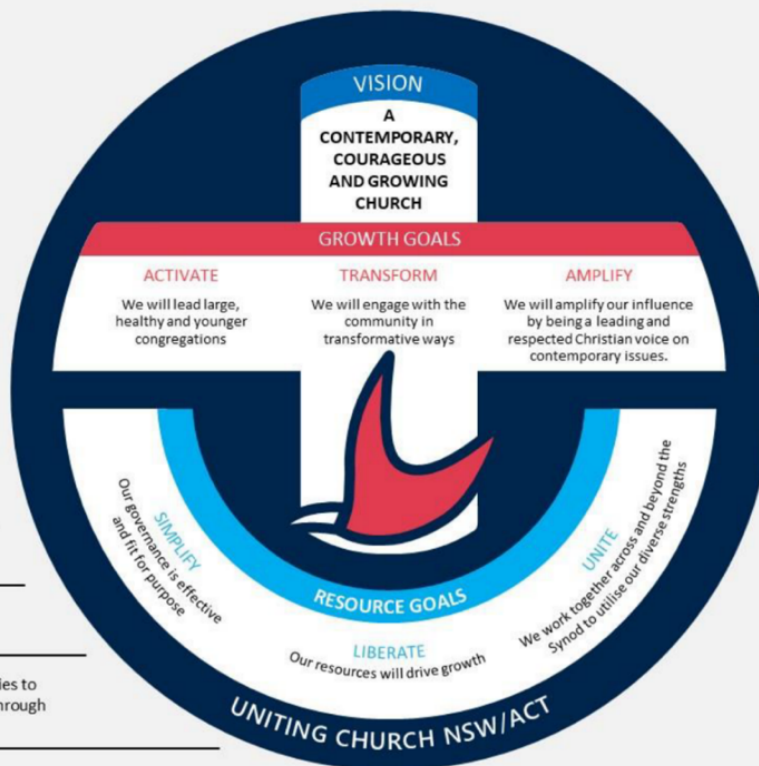 VISION
A
CONTEMPORARY,
COURAGEOUS
AND GROWING
CHURCH
GROWTH GOALS
ACTIVATE
We will lead large,
healthy and younger
congregations
TRANSFORM
We will engage with the
community in
transformative ways
AMPLIFY
We will amplify our influence
by being a leading and
respected Christian voice on
contemporary issues.
SIMPLIFY
Our governance is effective
and fit for purpose
RESOURCE GOALS
LIBERATE
Our resources will drive growth
UNITE
We work together across and beyond the
Synod to utilise our diverse strengths
ies to
hrough
UNITING CHURCH NSW/ACT